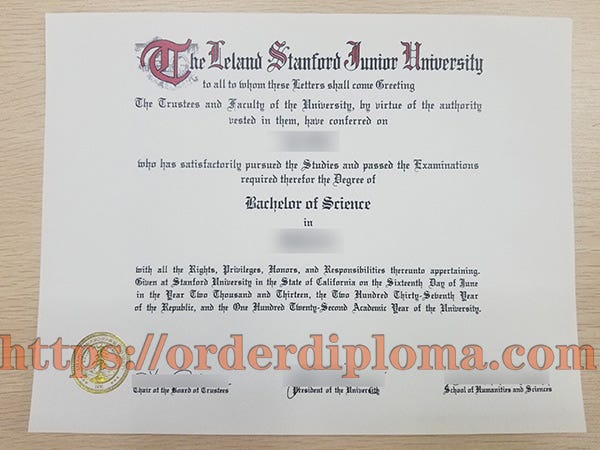 The Leland Stanford Junior University
to all to whom these Letters shall come Greeting
The Trustees and Faculty of the University, by virtue of the authority
vested in them, have conferred on
who has satisfactorily pursued the Studies and passed the Examinations
required therefor the Degree of
Bachelor of Science
in
with all the Rights, Privileges, Honors, and Responsibilities thereunto appertaining.
Given at Stanford University in the State of California on the Sixteenth Day of June
in the Year Two Thousand and Thirteen, the Two Hundred Thirty-Seventh Year
of the Republic, and the One Hundred Twenty-Second Academic Year of the University.
https://orderdiploma.com
Chair of the Board of Trustees
President of the University
School of Humanities and Sciences